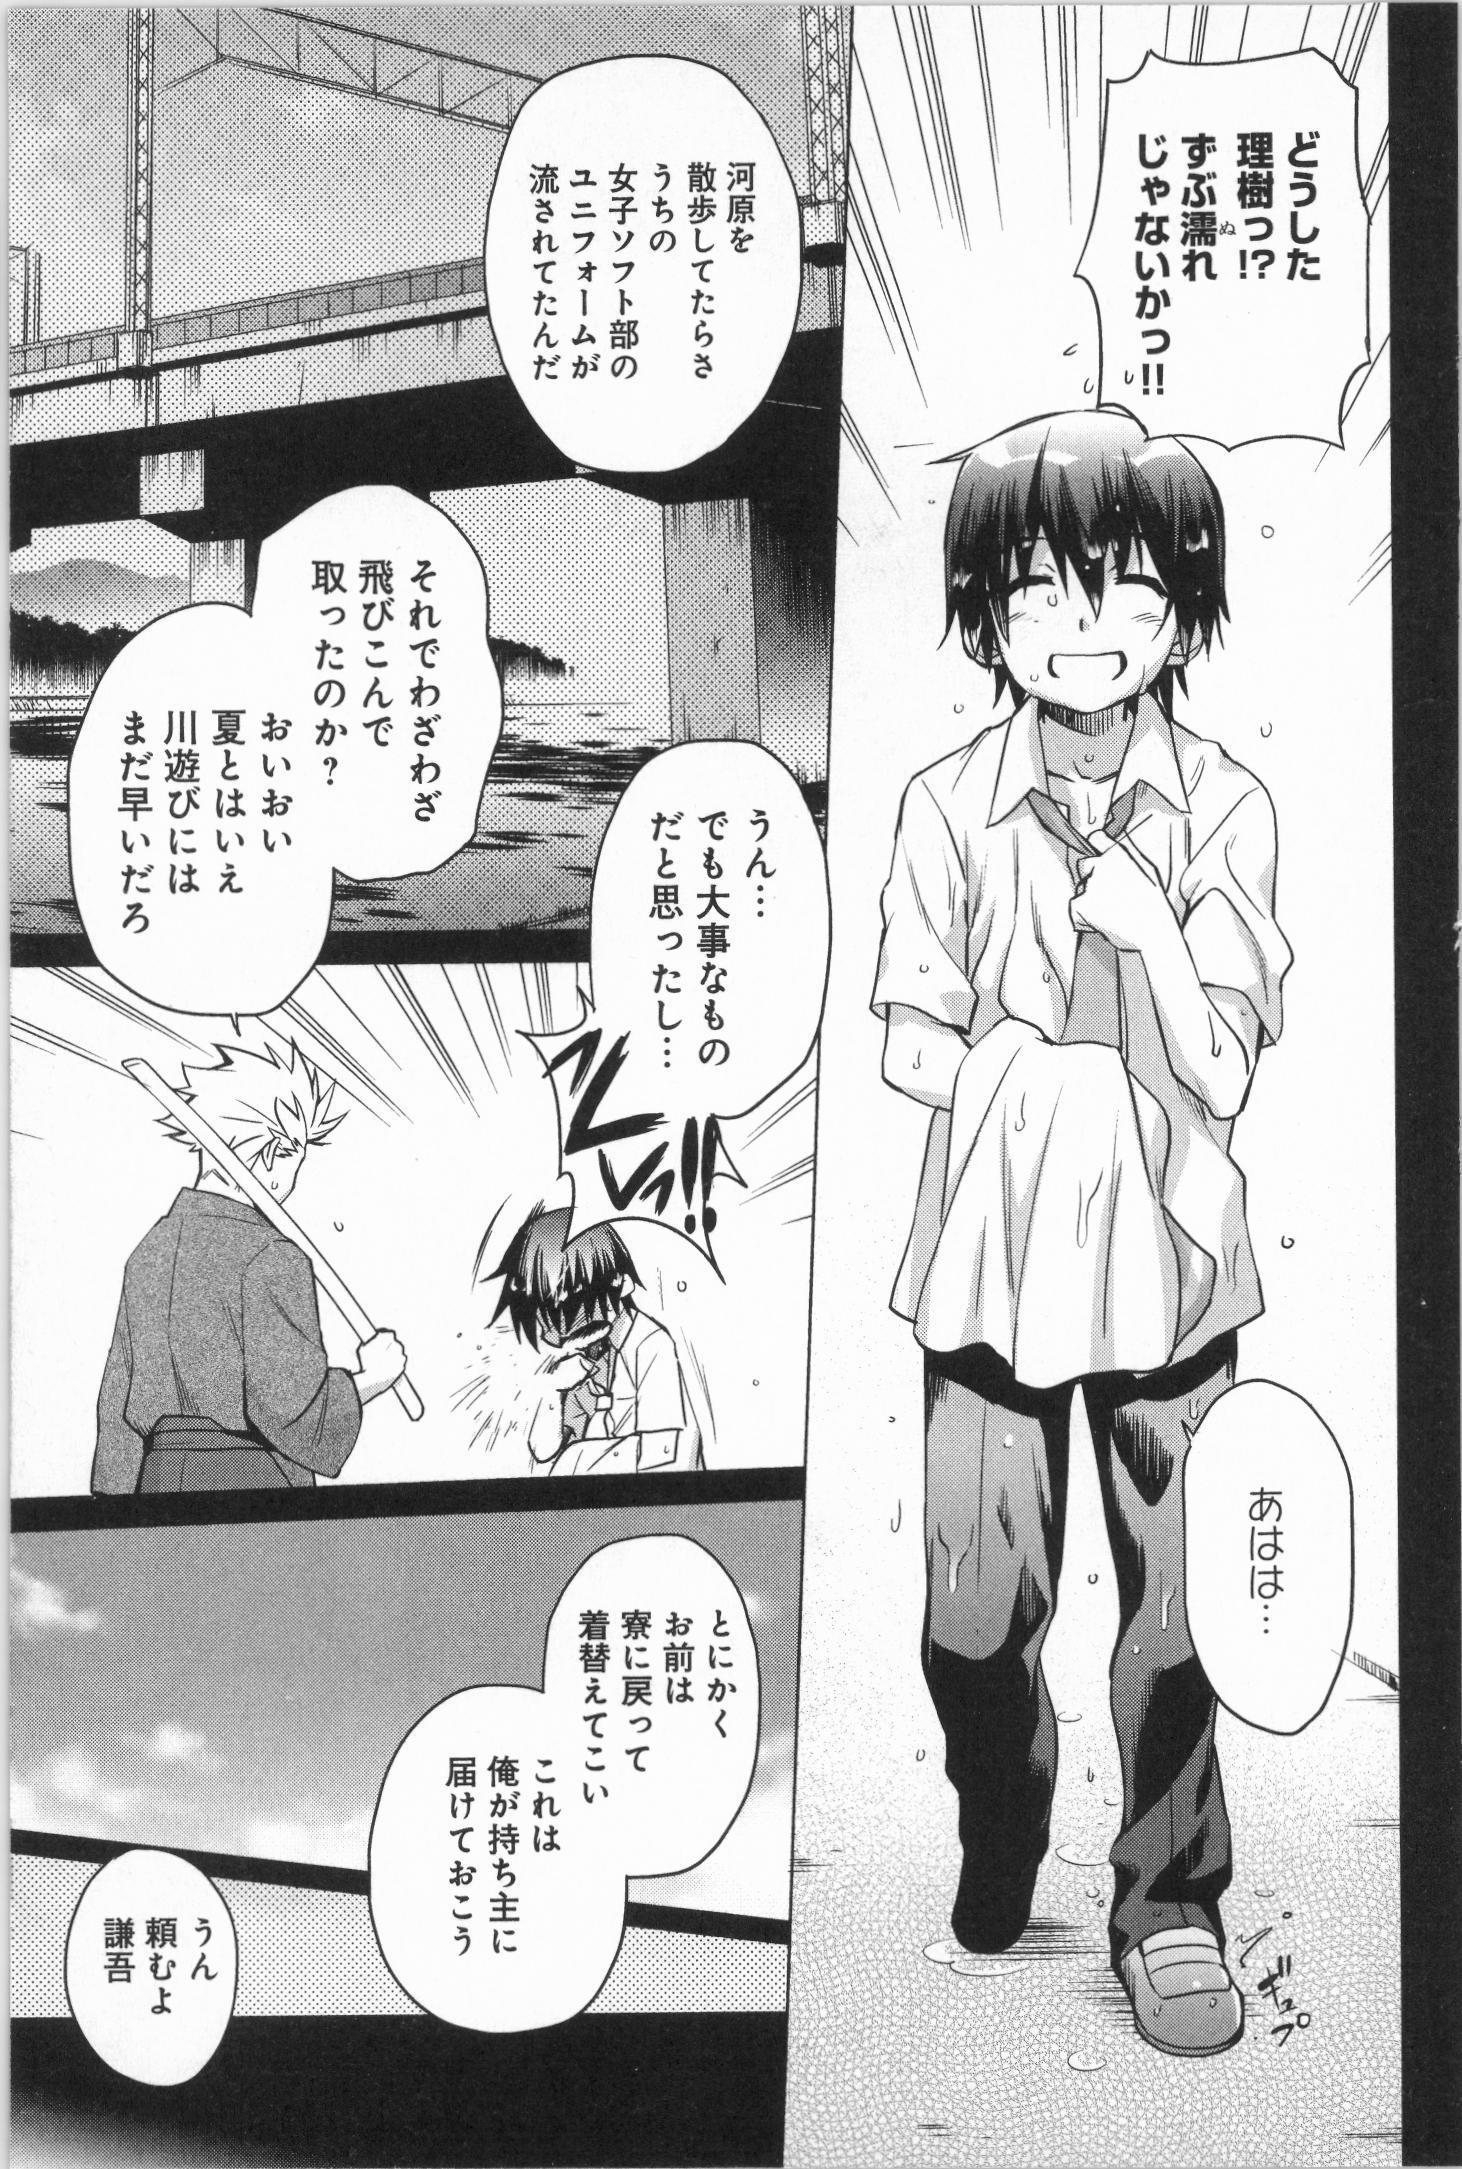 どうした
理樹っ!?
ずぶ濡れ
じゃないかっ!!
ぬ
あはは…
ギュプ
河原を
散歩してたらさ
うちの
女子ソフト部の
ユニフォームが
流されてたんだ
それでわざわざ
飛びこんで
取ったのか?
おいおい
夏とはいえ
川遊びには
まだ早いだろ
うん…
でも大事なもの
だと思ったし…
とにかく
お前は
寮に戻って
着替えてこい
これは
俺が持ち主に
届けておこう
うん
頼むよ
謙吾